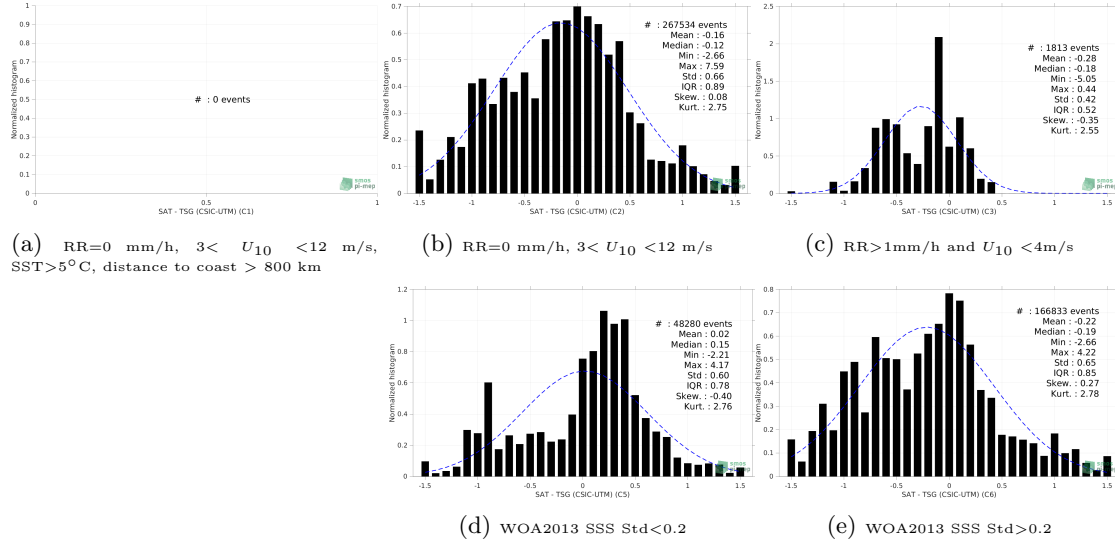 1
0.9
0.8
0.7
0.6
0.5
0.4
0.3
0.2
0.1
0
Normalized histogram
# : 0 events
smos
pi-mep
0 0.5 1
SAT - TSG (CSIC-UTM) (C1)
(a) RR=0 mm/h, 3< U10 <12 m/s,
SST>5°C, distance to coast > 800 km
0.7
0.6
0.5
0.4
0.3
0.2
0.1
0
Normalized histogram
# : 267534 events
Mean : -0.16
Median : -0.12
Min : -2.66
Max : 7.59
Std : 0.66
IQR : 0.89
Skew. : 0.08
Kurt. : 2.75
smos
pi-mep
-1.5 -1 -0.5 0 0.5 1 1.5
SAT - TSG (CSIC-UTM) (C2)
(b) RR=0 mm/h, 3< U10 <12 m/s
2.5
2
1.5
1
0.5
0
Normalized histogram
# : 1813 events
Mean : -0.28
Median : -0.18
Min : -5.05
Max : 0.44
Std : 0.42
IQR : 0.52
Skew. : -0.35
Kurt. : 2.55
smos
pi-mep
-1.5 -1 -0.5 0 0.5 1 1.5
SAT - TSG (CSIC-UTM) (C3)
(c) RR>1mm/h and U10 <4m/s
1.2
1
0.8
0.6
0.4
0.2
0
Normalized histogram
# : 48280 events
Mean : 0.02
Median : 0.15
Min : -2.21
Max : 4.17
Std : 0.60
IQR : 0.78
Skew. : -0.40
Kurt. : 2.76
smos
pi-mep
-1.5 -1 -0.5 0 0.5 1 1.5
SAT - TSG (CSIC-UTM) (C5)
(d) WOA2013 SSS Std<0.2
0.8
0.7
0.6
0.5
0.4
0.3
0.2
0.1
0
Normalized histogram
# : 166833 events
Mean : -0.22
Median : -0.19
Min : -2.66
Max : 4.22
Std : 0.65
IQR : 0.85
Skew. : 0.27
Kurt. : 2.78
smos
pi-mep
-1.5 -1 -0.5 0 0.5 1 1.5
SAT - TSG (CSIC-UTM) (C6)
(e) WOA2013 SSS Std>0.2